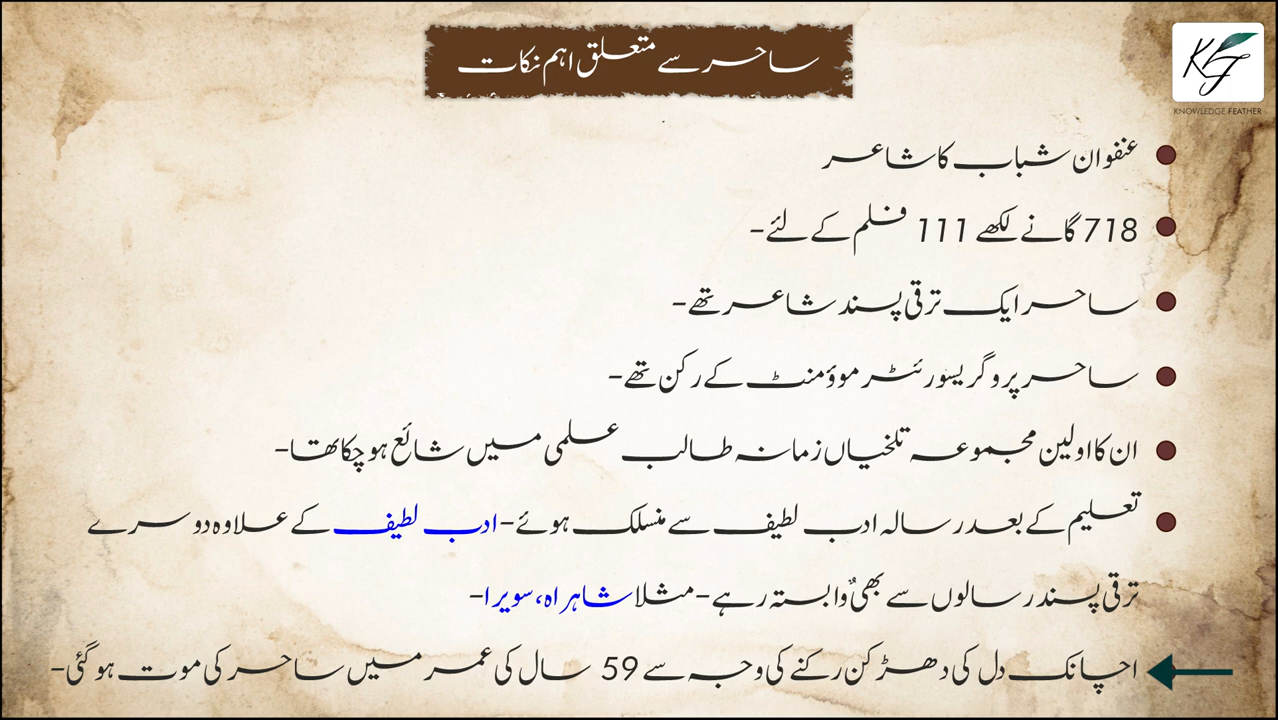 ساحر سے متعلق اہم نکات
KNOWLEDGE FEATHER
عنفوان شباب کا شاعر
718 گانے لکھے 111 فلم کے لئے-
ساحر ایک ترقی پسند شاعر تھے-
ساحر پروگریسورئٹر موؤمنٹ کے رکن تھے-
ان کا اولین مجموعہ تلخیاں زمانہ طالب علمی میں شائع ہو چکا تھا-
تعلیم کے بعد رسالہ ادب لطیف سے منسلک ہوئے- ادب لطیف کے علاوہ دوسرے
ترقی پسند رسالوں سے بھی وابستہ رہے- مثلا شاہراہ، سویرا-
اچانک دل کی دھڑکن رکنے کی وجہ سے 59 سال کی عمر میں ساحر کی موت ہو گئی-